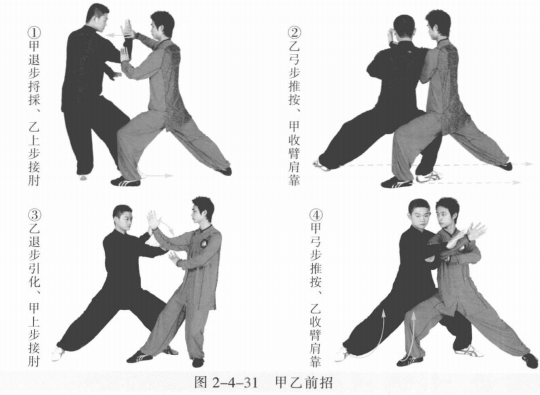 ①甲退步捋採、乙上步接肘
②乙弓步推按、甲收臂肩靠
③乙退步引化、甲上步接肘
④甲弓步推按、乙收臂肩靠
图 2-4-31 甲乙前招